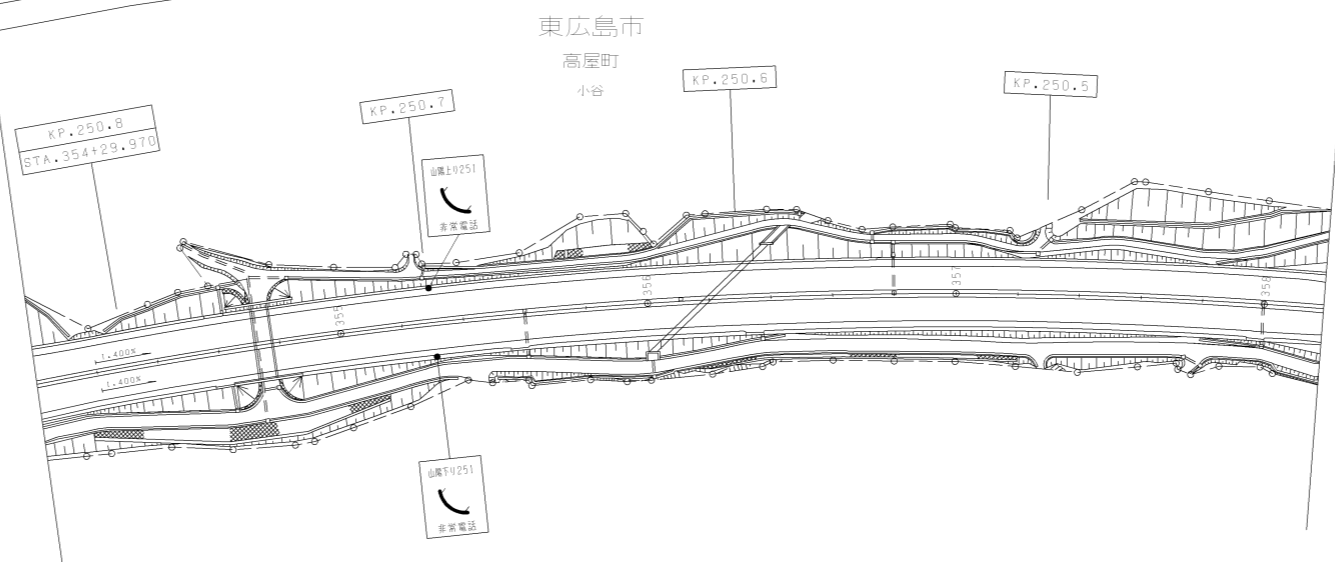 東広島市
高屋町
小谷
KP.250.8
STA.354+29.970
KP.250.7
KP.250.6
KP.250.5
山陽上り251
非常電話
355
356
357
358
1.400%
1.400%
山陽下り251
非常電話